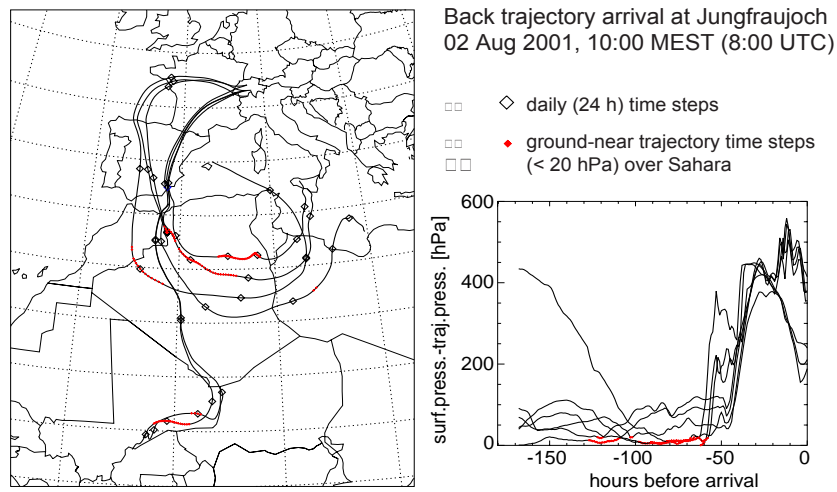 Back trajectory arrival at Jungfraujoch
02 Aug 2001, 10:00 MEST (8:00 UTC)
daily (24 h) time steps
ground-near trajectory time steps
(< 20 hPa) over Sahara
600
400
200
0
surf.press.-traj.press. [hPa]
-150 -100 -50 0
hours before arrival